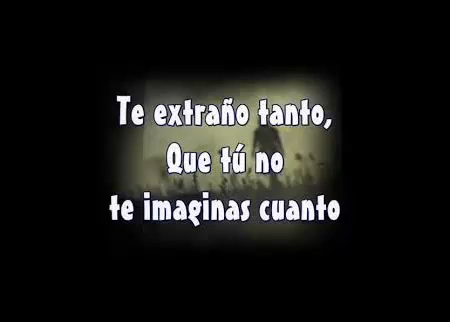 Te extraño tanto,
Que tú no
te imaginas cuanto